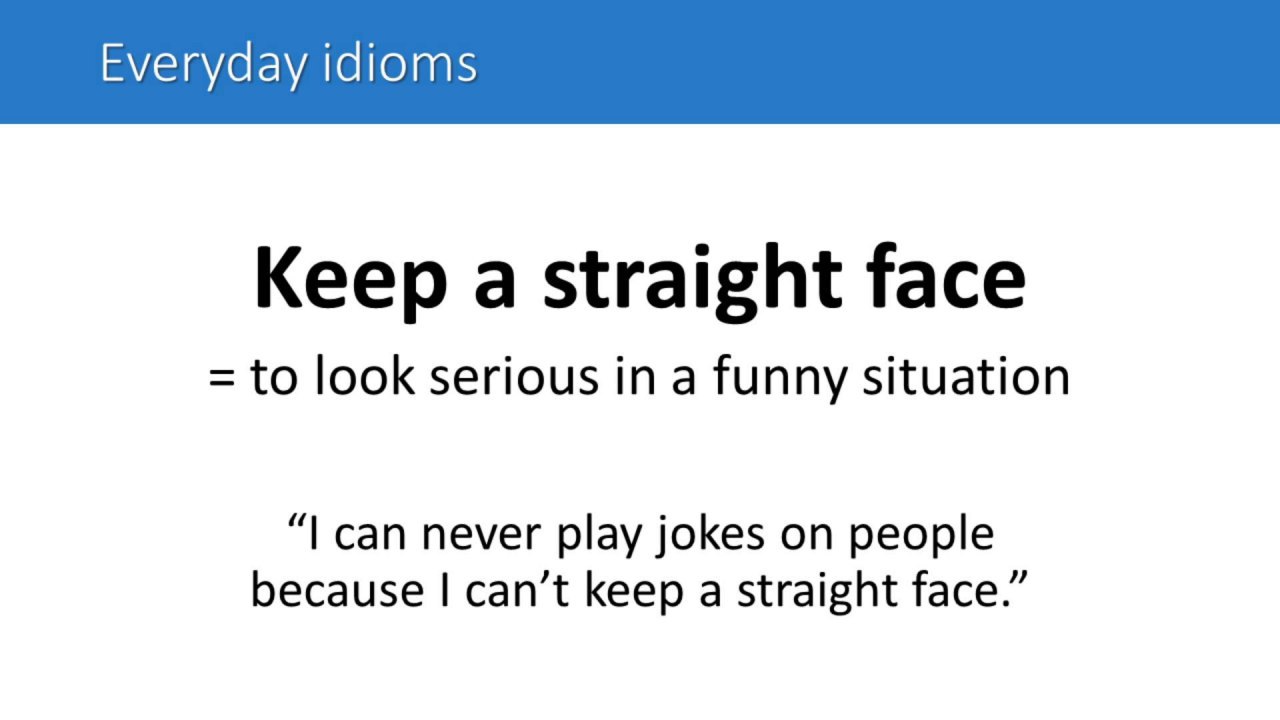 Everyday idioms
Keep a straight face
= to look serious in a funny situation
“I can never play jokes on people
because I can’t keep a straight face.”